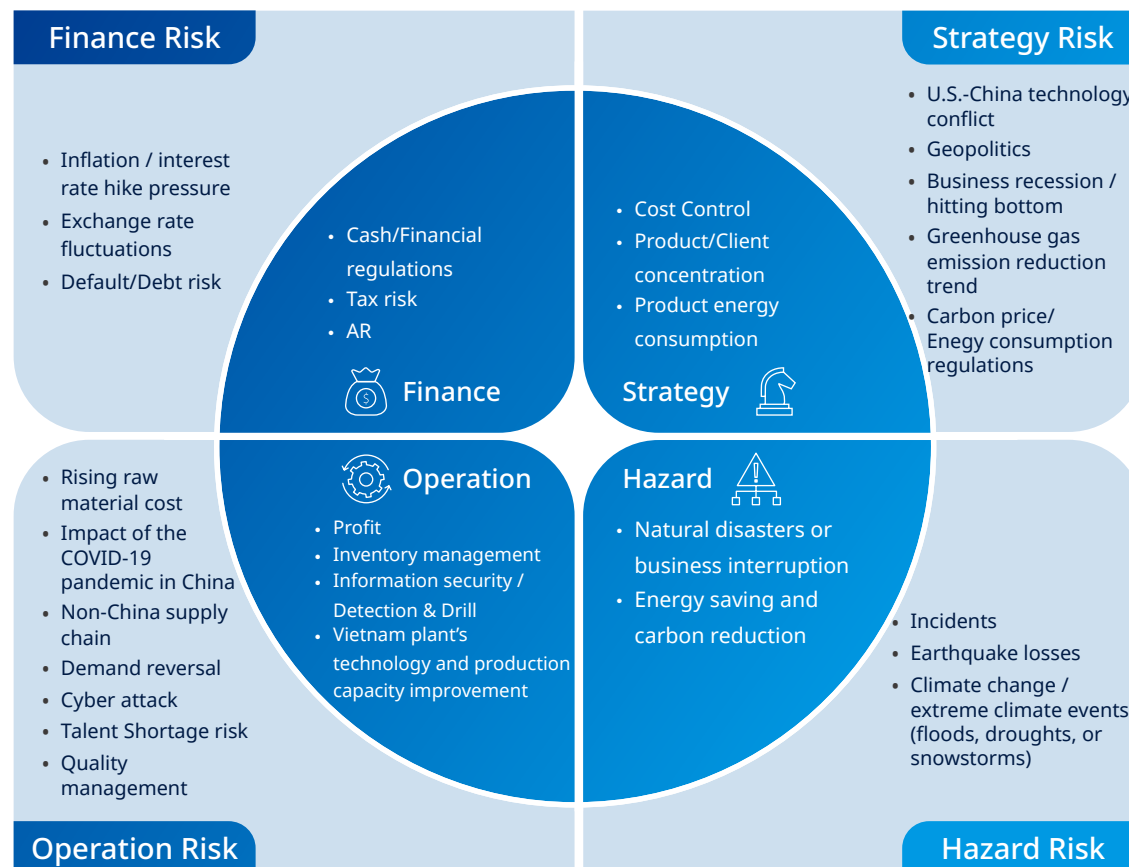 Finance Risk
• Inflation / interest
rate hike pressure
• Exchange rate
fluctuations
• Default/Debt risk
• Cash/Financial
regulations
• Tax risk
• AR
Finance
Strategy Risk
• Cost Control
• Product/Client
concentration
• Product energy
consumption
Strategy
• U.S.-China technology
conflict
• Geopolitics
• Business recession /
hitting bottom
• Greenhouse gas
emission reduction
trend
• Carbon price/
Enegy consumption
regulations
• Rising raw
material cost
• Impact of the
COVID-19
pandemic in China
• Non-China supply
chain
• Demand reversal
• Cyber attack
• Talent Shortage risk
• Quality
management
Operation Risk
Operation
• Profit
• Inventory management
• Information security /
Detection & Drill
• Vietnam plant’s
technology and production
capacity improvement
Hazard
• Natural disasters or
business interruption
• Energy saving and
carbon reduction
• Incidents
• Earthquake losses
• Climate change /
extreme climate events
(floods, droughts, or
snowstorms)
Hazard Risk